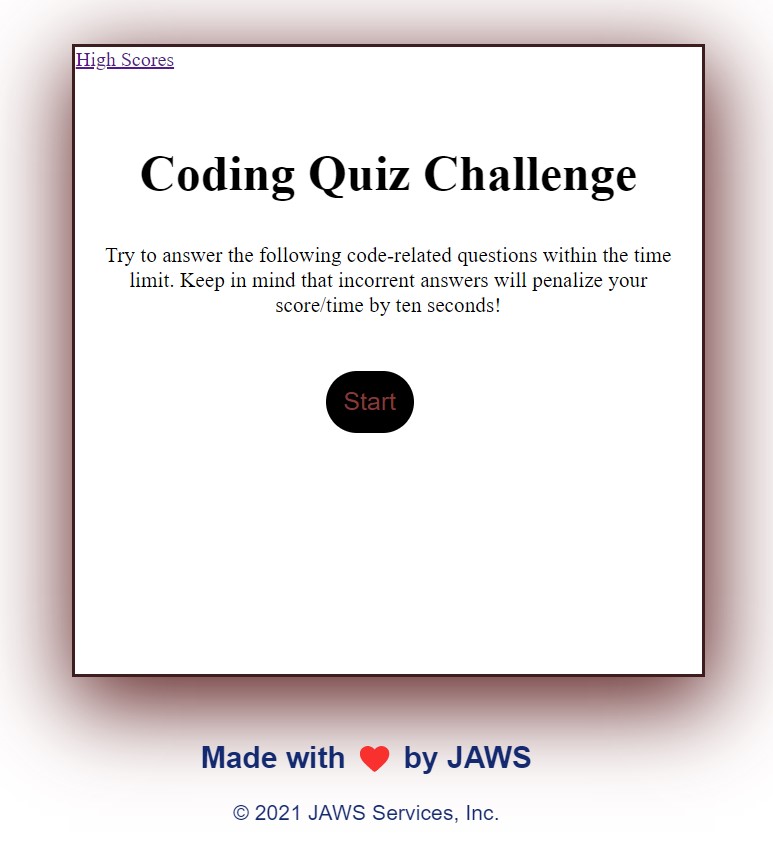 High Scores
Coding Quiz Challenge
Try to answer the following code-related questions within the time
limit. Keep in mind that incorrent answers will penalize your
score/time by ten seconds!
Start
Made with ❤️ by JAWS
© 2021 JAWS Services, Inc.